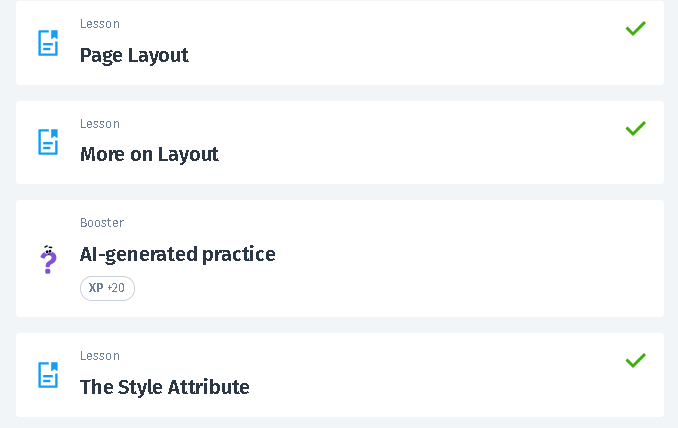 Lesson
Page Layout
Lesson
More on Layout
Booster
AI-generated practice
XP +20
Lesson
The Style Attribute